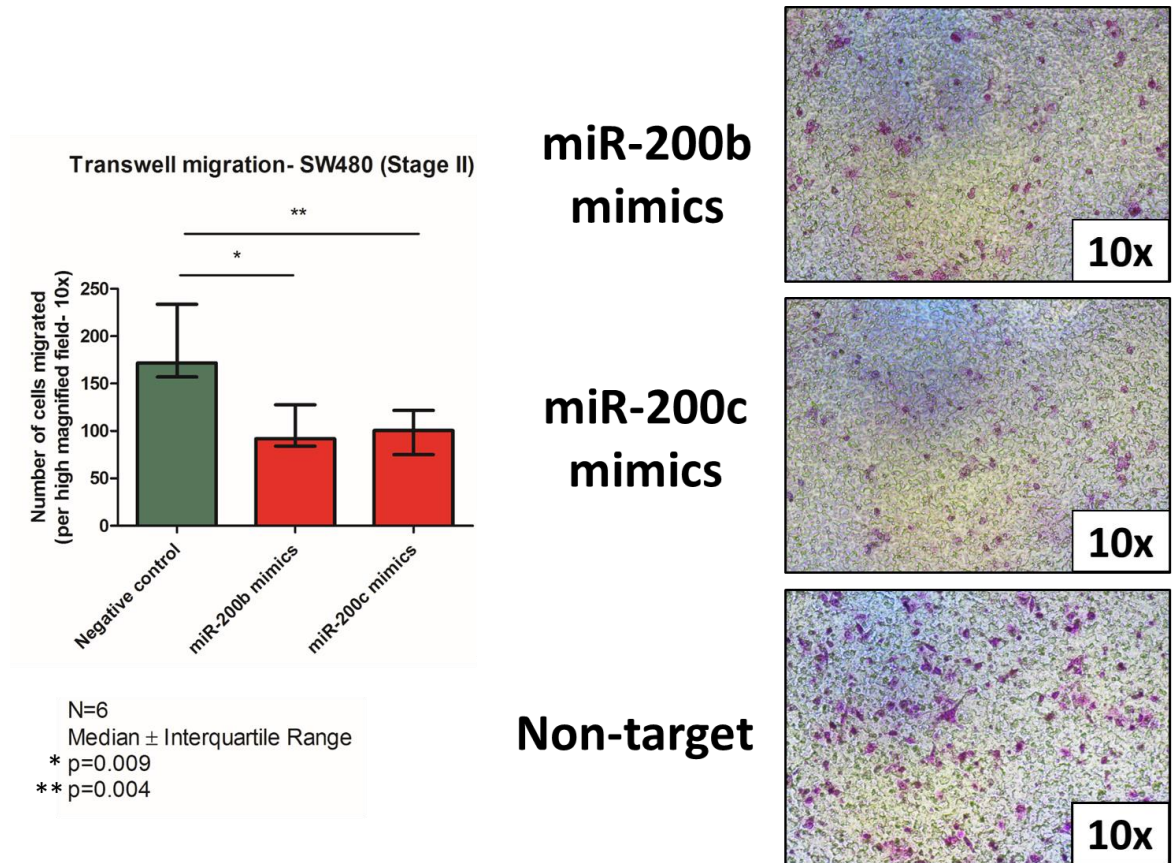 Transwell migration- SW480 (Stage II)
**
*
Number of cells migrated
(per high magnified field- 10x)
250
200
150
100
50
0
Negative control
miR-200b mimics
miR-200c mimics
N=6
Median ± Interquartile Range
* p=0.009
** p=0.004
miR-200b
mimics
10x
miR-200c
mimics
10x
Non-target
10x